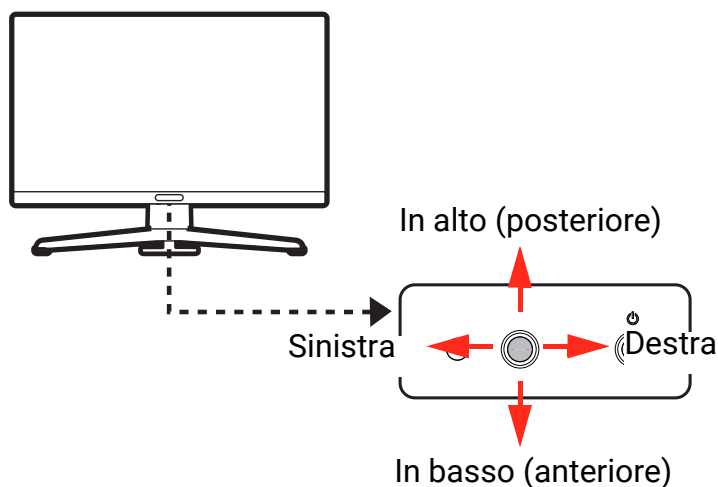 In alto (posteriore)
Sinistra
Destra
In basso (anteriore)